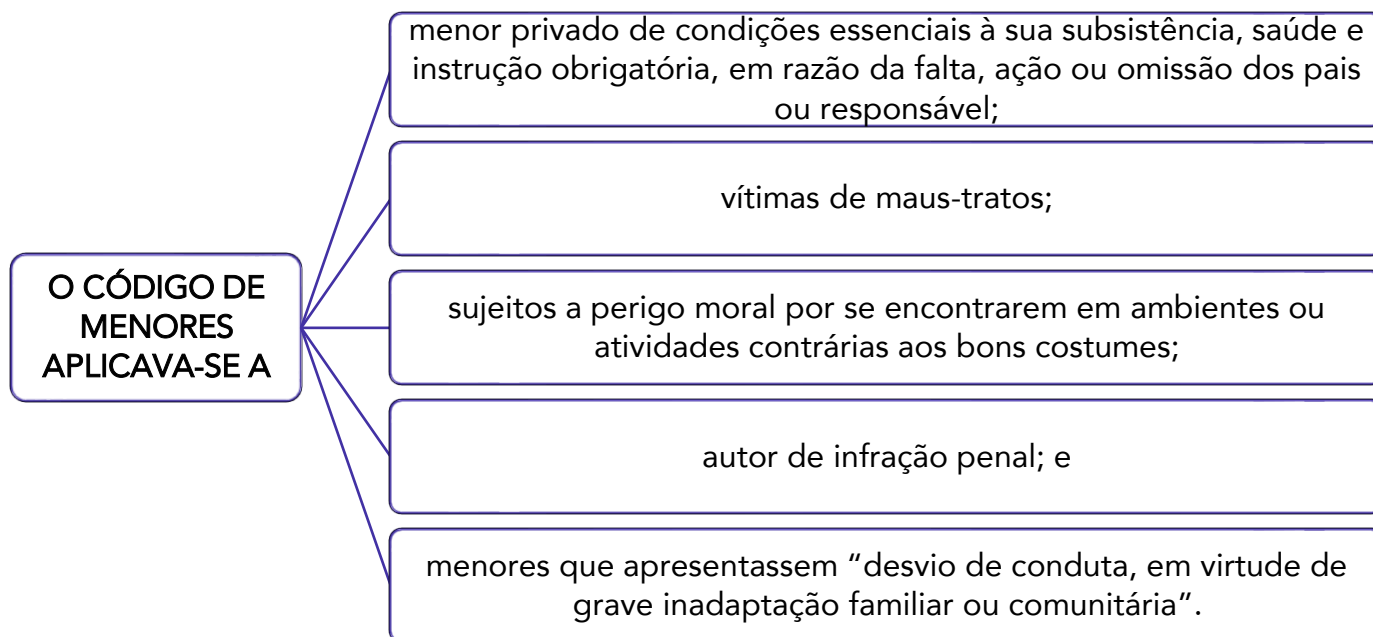 menor privado de condições essenciais à sua subsistência, saúde e
instrução obrigatória, em razão da falta, ação ou omissão dos pais
ou responsável;
vítimas de maus-tratos;
O CÓDIGO DE
MENORES
APLICAVA-SE A
sujeitos a perigo moral por se encontrarem em ambientes ou
atividades contrárias aos bons costumes;
autor de infração penal; e
menores que apresentassem “desvio de conduta, em virtude de
grave inadaptação familiar ou comunitária”.